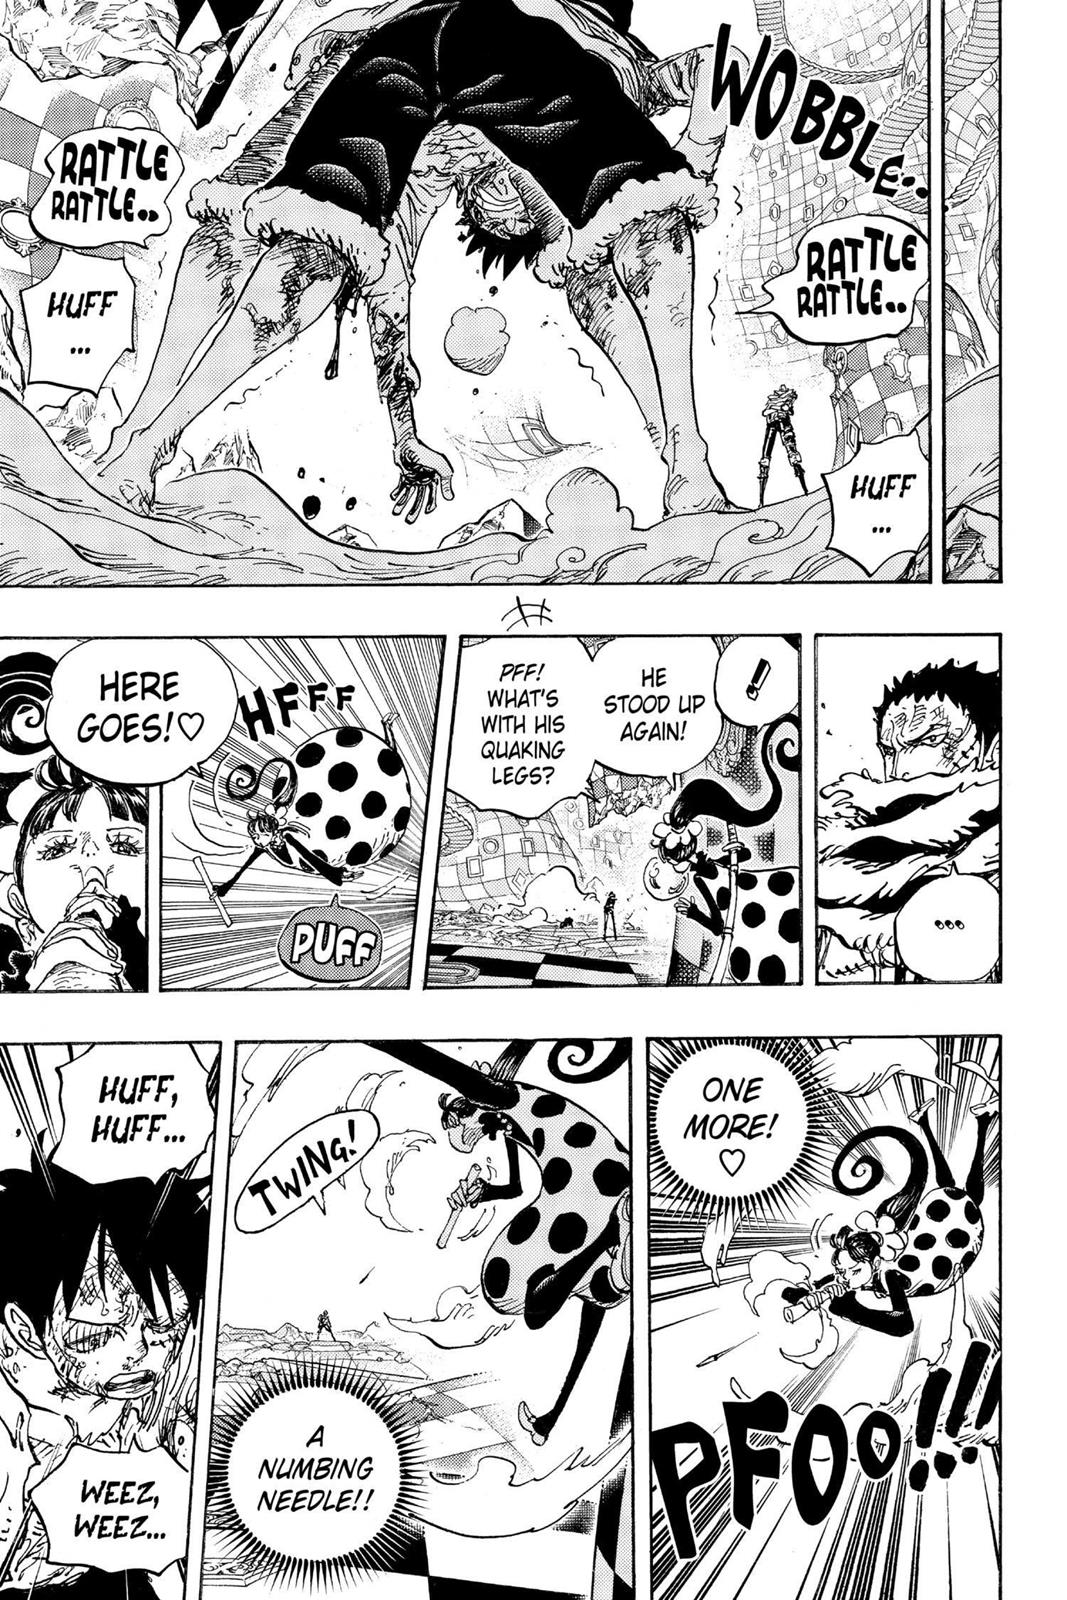 WOBBLE..
RATTLE
RATTLE..
RATTLE
RATTLE..
HUFF
...
HUFF
...
...
!
HE
STOOD UP
AGAIN!
PFF!
WHAT'S
WITH HIS
QUAKING
LEGS?
HFFF
PUFF
HERE
GOES!♡
ONE
MORE!
♡
PFOO!!!
TWING!
A
NUMBING
NEEDLE!!
HUFF,
HUFF...
WEEZ,
WEEZ...